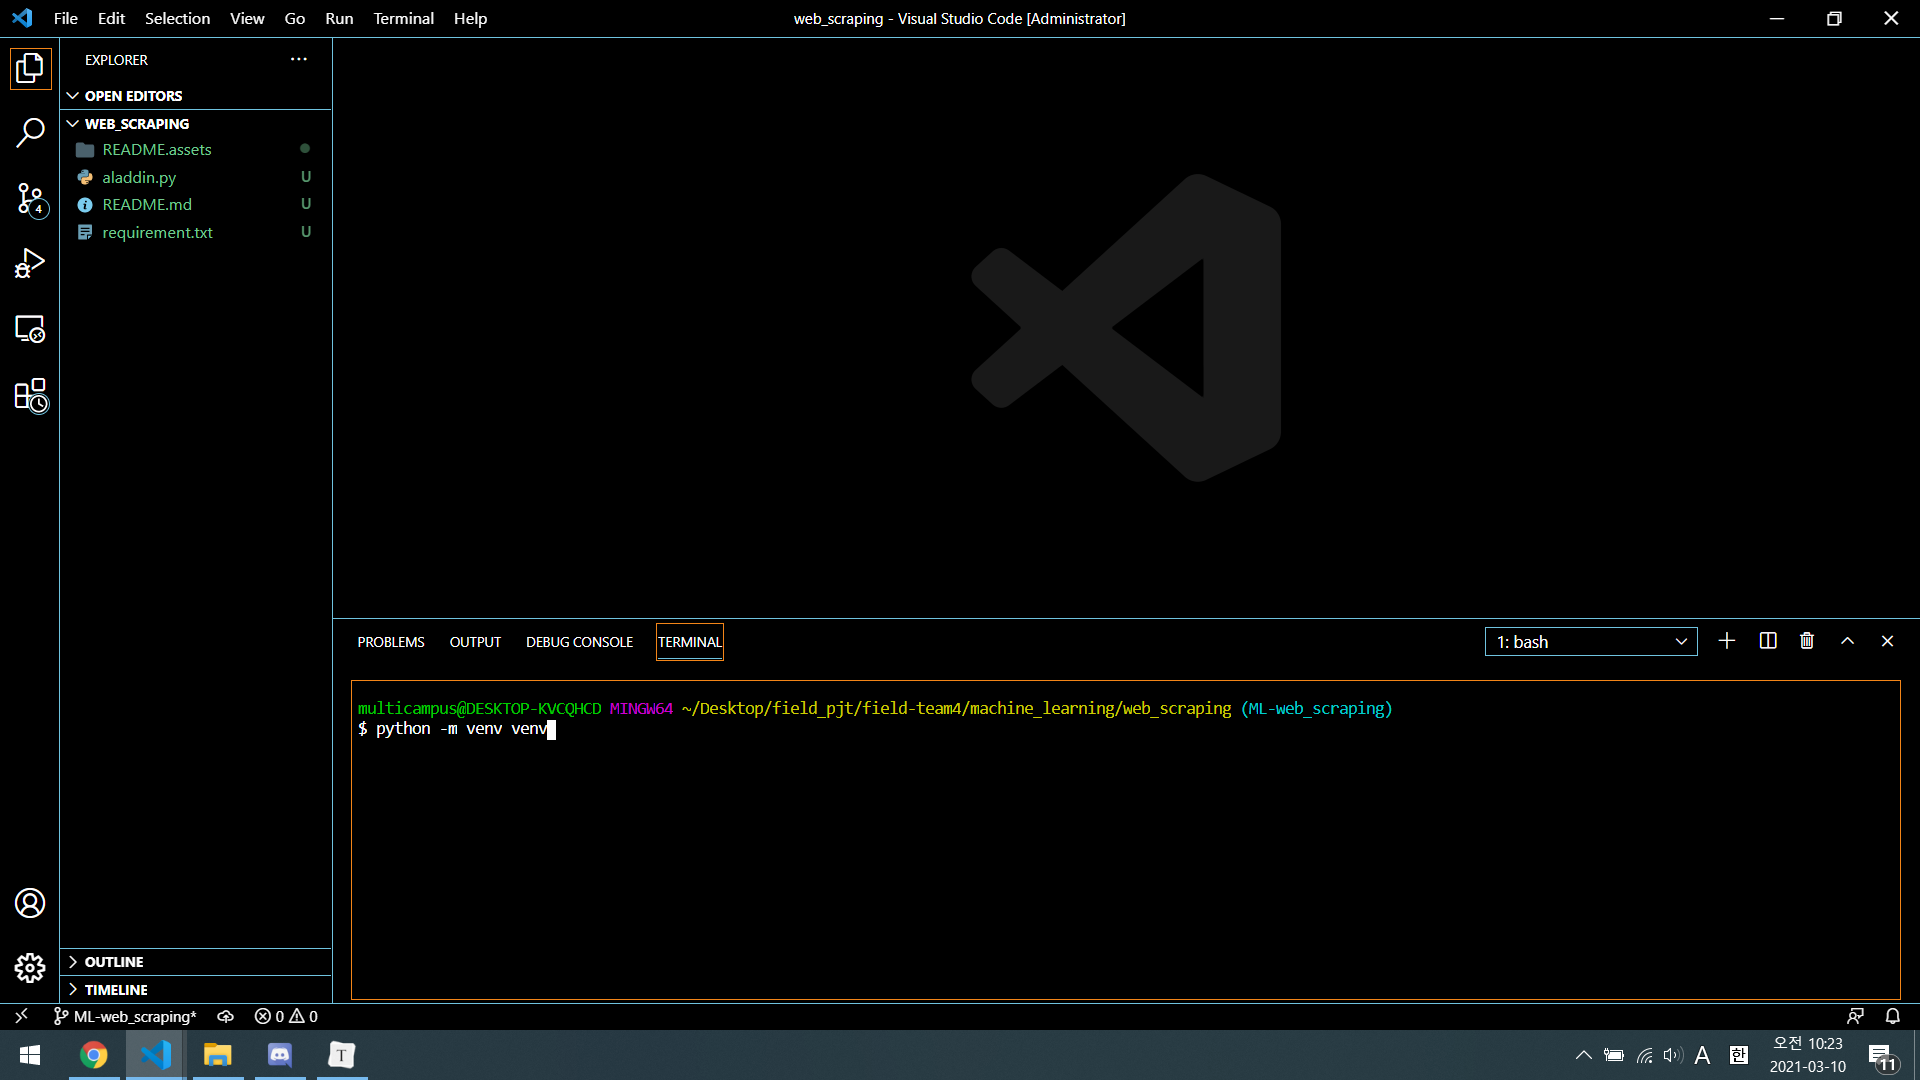 File Edit Selection View Go Run Terminal Help
web_scraping - Visual Studio Code [Administrator]
EXPLORER
OPEN EDITORS
WEB_SCRAPING
README.assets
aladdin.py U
README.md U
requirement.txt U
4
OUTLINE
TIMELINE
PROBLEMS OUTPUT DEBUG CONSOLE TERMINAL
1: bash
multicampus@DESKTOP-KVCQHCD MINGW64 ~/Desktop/field_pjt/field-team4/machine_learning/web_scraping (ML-web_scraping)
$ python -m venv venv
ML-web_scraping* 0 0
T
A 한
오전 10:23
2021-03-10
11